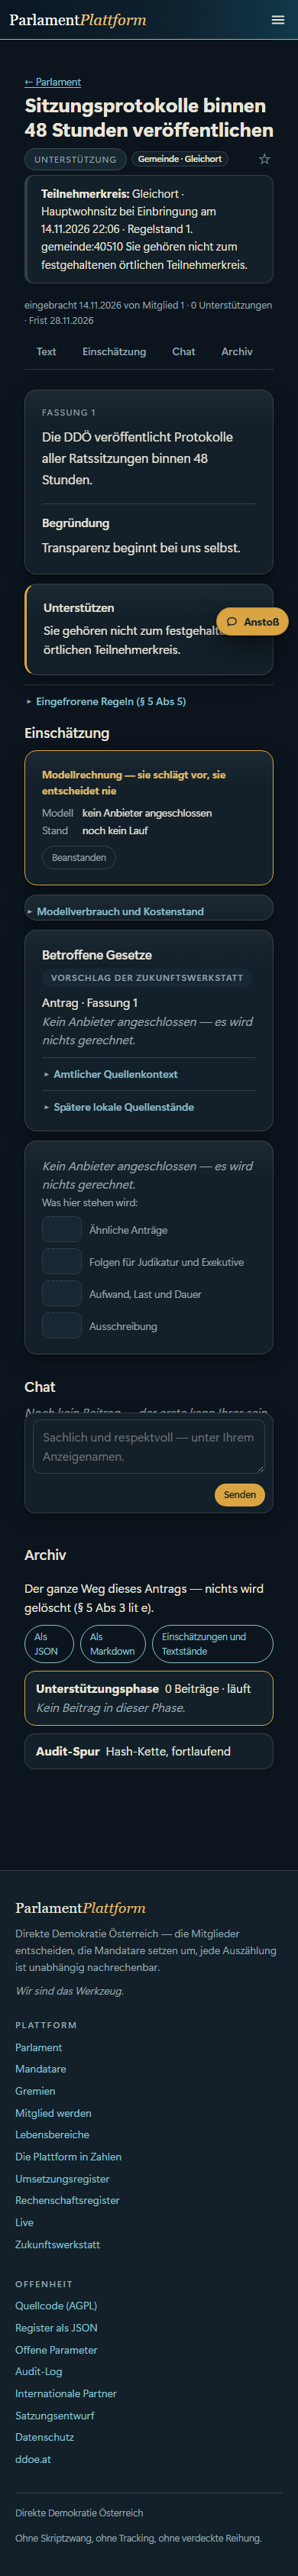 ParlamentPlattform
← Parlament
Sitzungsprotokolle binnen
48 Stunden veröffentlichen
UNTERSTÜTZUNG
Gemeinde · Gleichort
Teilnehmerkreis: Gleichort ·
Hauptwohnsitz bei Einbringung am
14.11.2026 22:06 · Regelstand 1.
gemeinde:40510 Sie gehören nicht zum
festgehaltenen örtlichen Teilnehmerkreis.
eingebracht 14.11.2026 von Mitglied 1 · 0 Unterstützungen
· Frist 28.11.2026
Text
Einschätzung
Chat
Archiv
FASSUNG 1
Die DDÖ veröffentlicht Protokolle
aller Ratssitzungen binnen 48
Stunden.
Begründung
Transparenz beginnt bei uns selbst.
Unterstützen
Sie gehören nicht zum
örtlichen Teilnehmerkreis.
Anstoß
Eingefrorene Regeln (§ 5 Abs 5)
Einschätzung
Modellrechnung — sie schlägt vor, sie
entscheidet nie
Modell kein Anbieter angeschlossen
Stand noch kein Lauf
Beanstanden
Modellverbrauch und Kostenstand
Betroffene Gesetze
VORSCHLAG DER ZUKUNFTSWERKSTATT
Antrag · Fassung 1
Kein Anbieter angeschlossen — es wird
nichts gerechnet.
Amtlicher Quellenkontext
Spätere lokale Quellenstände
Kein Anbieter angeschlossen — es wird
nichts gerechnet.
Was hier stehen wird:
Ähnliche Anträge
Folgen für Judikatur und Exekutive
Aufwand, Last und Dauer
Ausschreibung
Chat
Noch kein Beitrag — der erste kann Ihrer sein.
Sachlich und respektvoll — unter Ihrem
Anzeigenamen.
Senden
Archiv
Der ganze Weg dieses Antrags — nichts wird
gelöscht (§ 5 Abs 3 lit e).
Als
JSON
Als
Markdown
Einschätzungen und
Textstände
Unterstützungsphase 0 Beiträge · läuft
Kein Beitrag in dieser Phase.
Audit-Spur Hash-Kette, fortlaufend
ParlamentPlattform
Direkte Demokratie Österreich — die Mitglieder
entscheiden, die Mandatare setzen um, jede Auszählung
ist unabhängig nachrechenbar.
Wir sind das Werkzeug.
PLATTFORM
Parlament
Mandatare
Gremien
Mitglied werden
Lebensbereiche
Die Plattform in Zahlen
Umsetzungsregister
Rechenschaftsregister
Live
Zukunftswerkstatt
OFFENHEIT
Quellcode (AGPL)
Register als JSON
Offene Parameter
Audit-Log
Internationale Partner
Satzungsentwurf
Datenschutz
ddoe.at
Direkte Demokratie Österreich
Ohne Skriptzwang, ohne Tracking, ohne verdeckte Reihung.